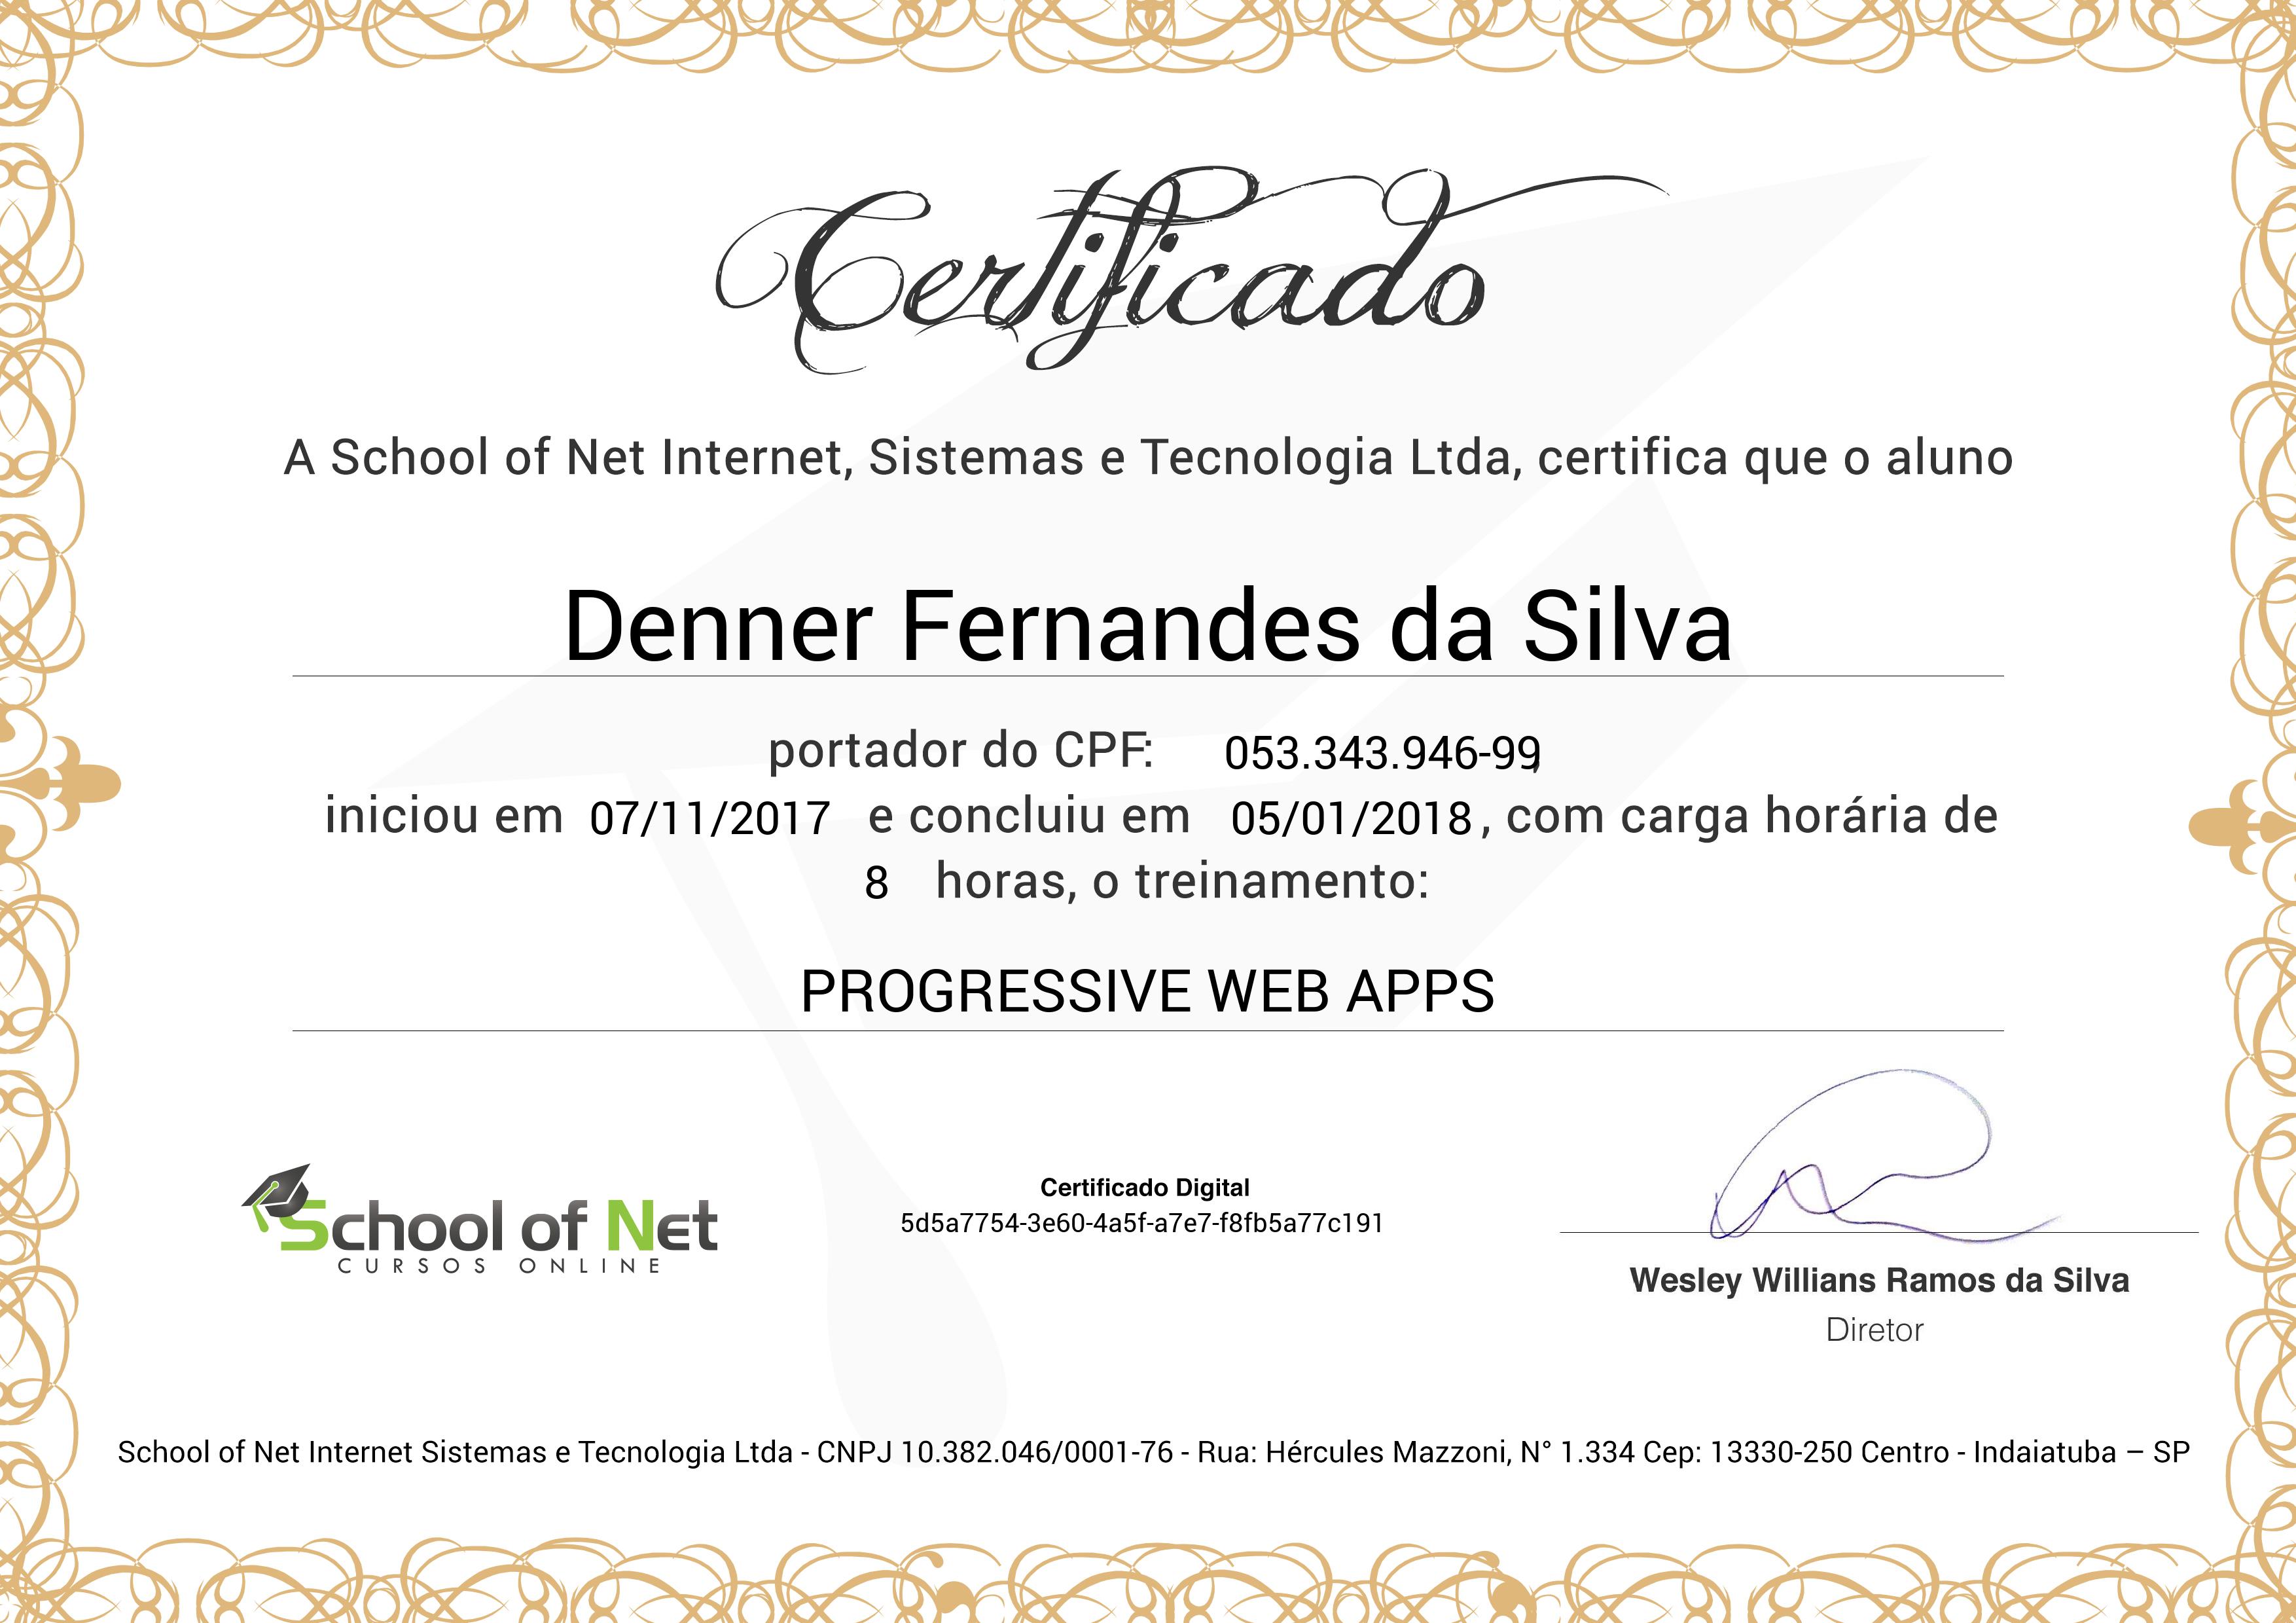 Certificado
A School of Net Internet, Sistemas e Tecnologia Ltda, certifica que o aluno
Denner Fernandes da Silva
portador do CPF: 053.343.946-99,
iniciou em 07/11/2017 e concluiu em 05/01/2018, com carga horária de
8 horas, o treinamento:
PROGRESSIVE WEB APPS
School of Net
CURSOS ONLINE
Certificado Digital
5d5a7754-3e60-4a5f-a7e7-f8fb5a77c191
Wesley Willians Ramos da Silva
Diretor
School of Net Internet Sistemas e Tecnologia Ltda - CNPJ 10.382.046/0001-76 - Rua: Hércules Mazzoni, N° 1.334 Cep: 13330-250 Centro - Indaiatuba – SP